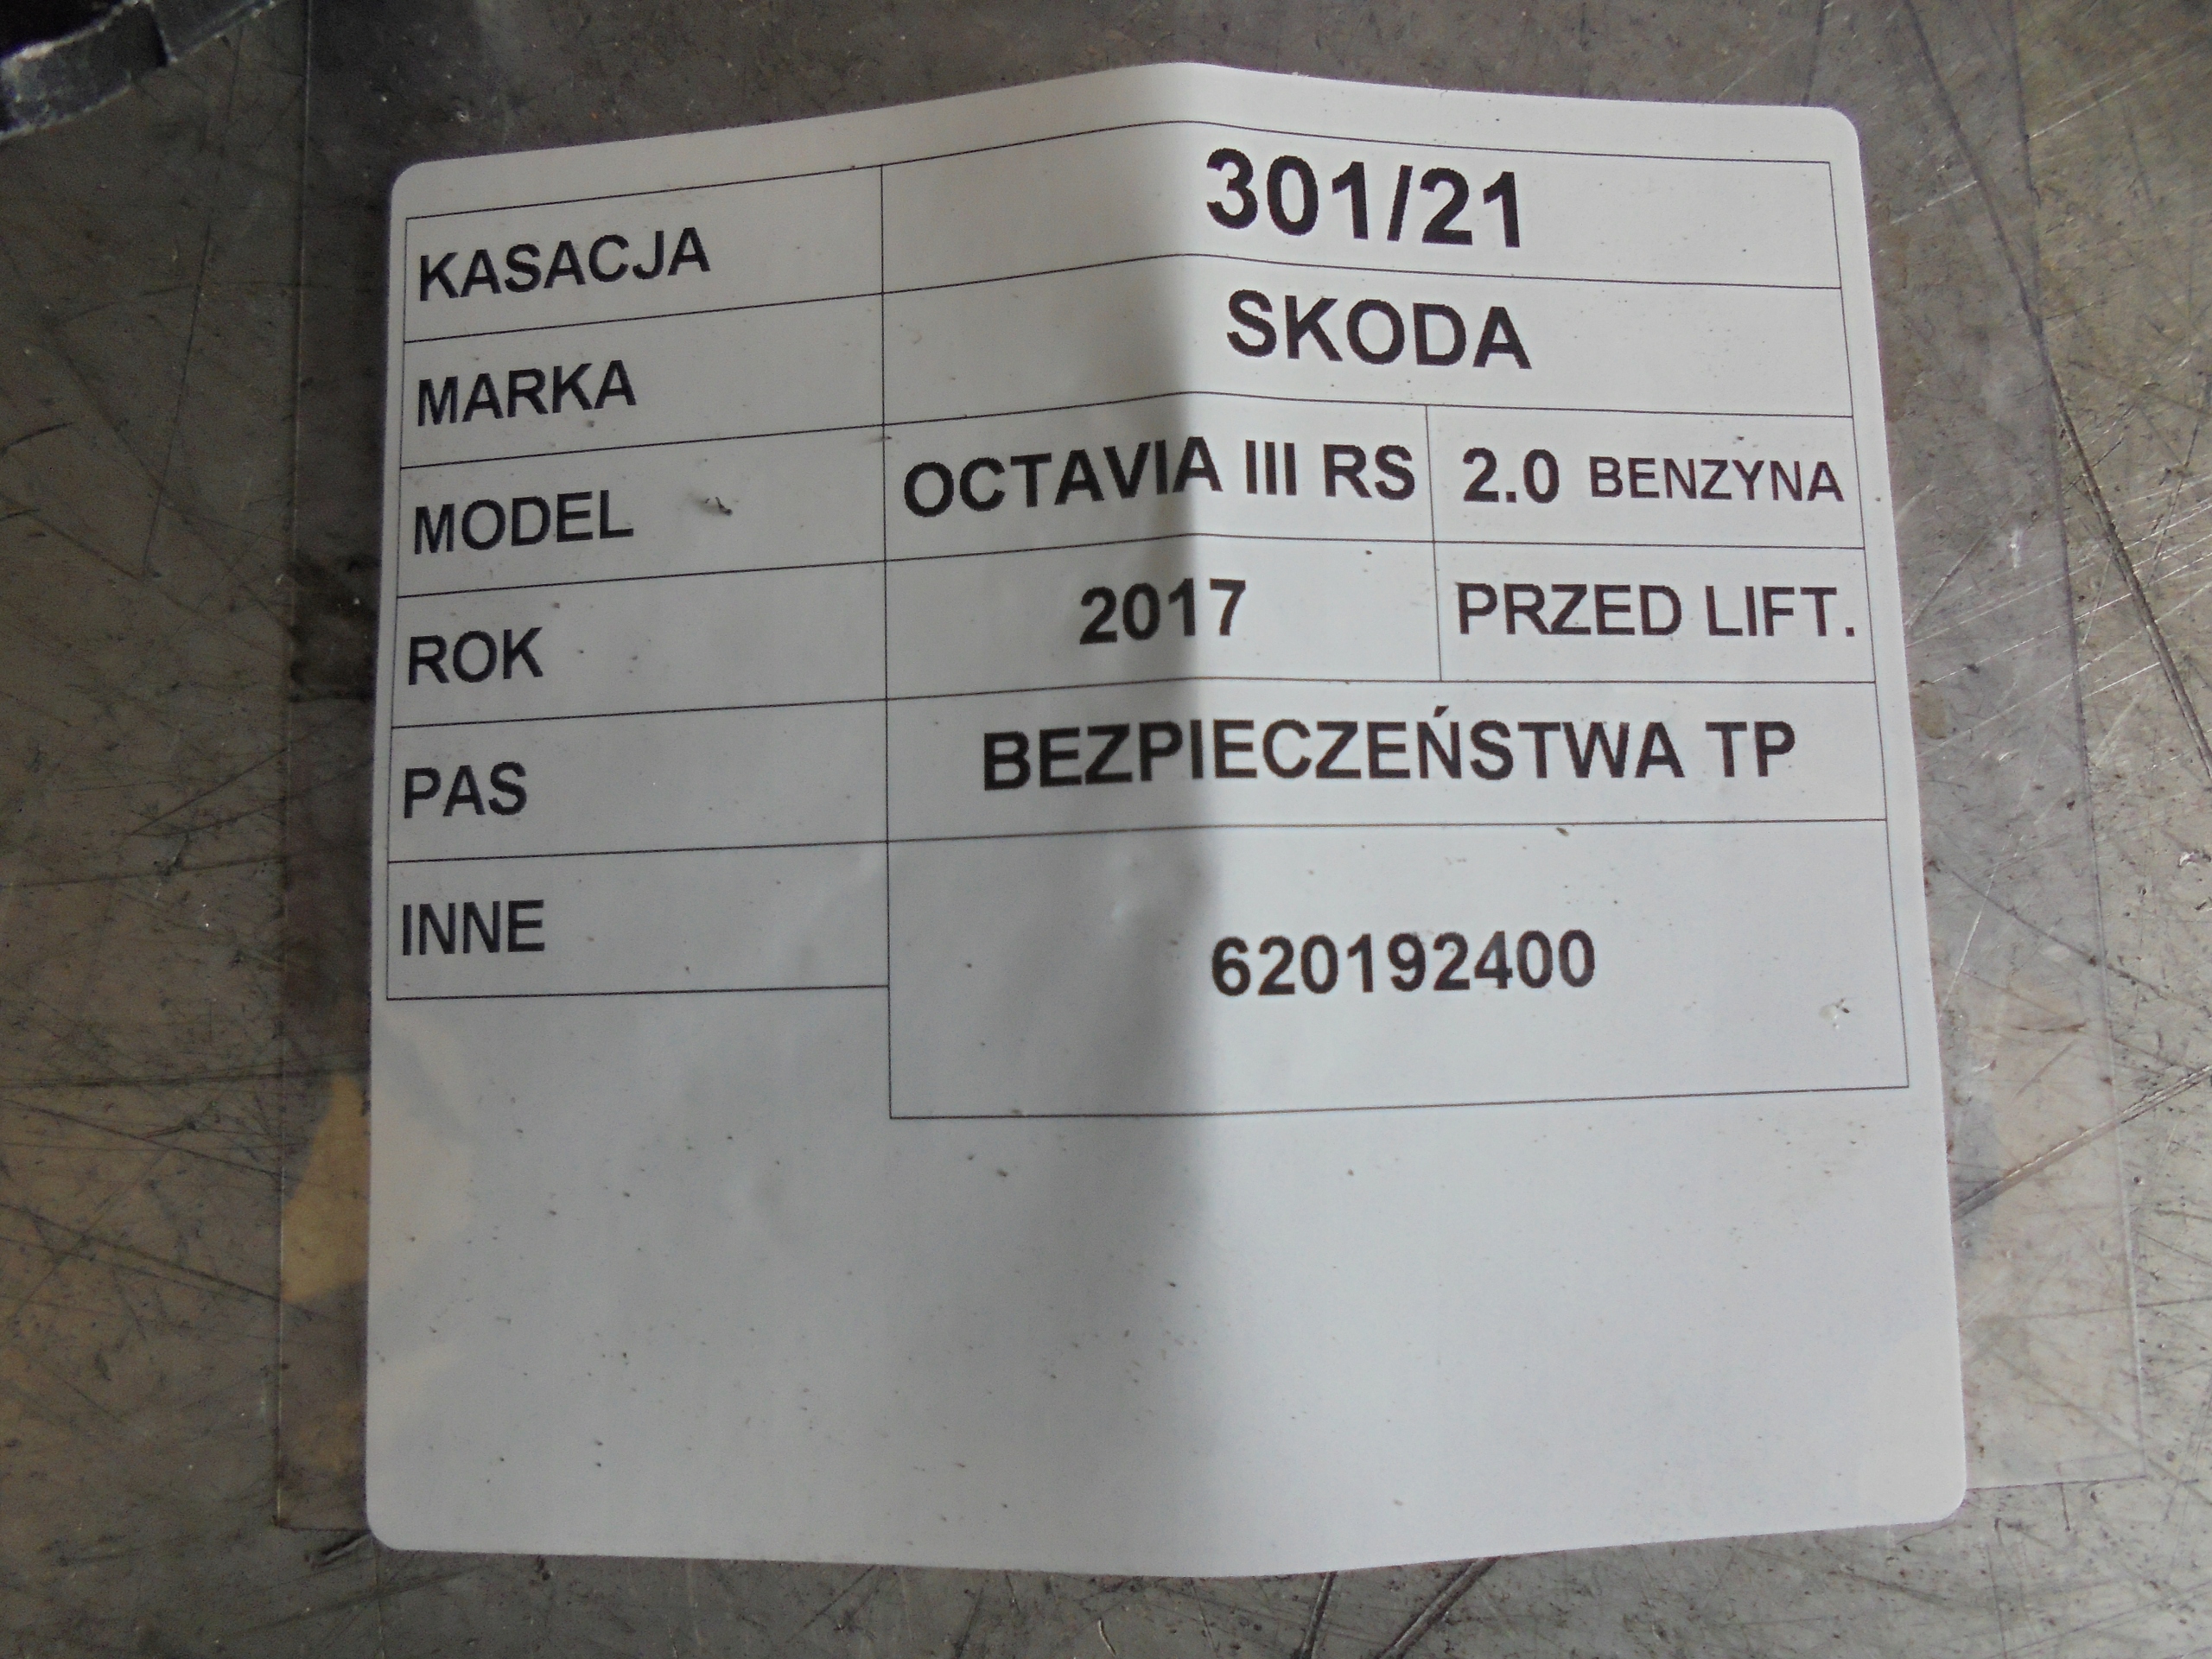 KASACJA 301/21
MARKA SKODA
MODEL OCTAVIA III RS 2.0 BENZYNA
ROK 2017 PRZED LIFT.
PAS BEZPIECZEŃSTWA TP
INNE 620192400